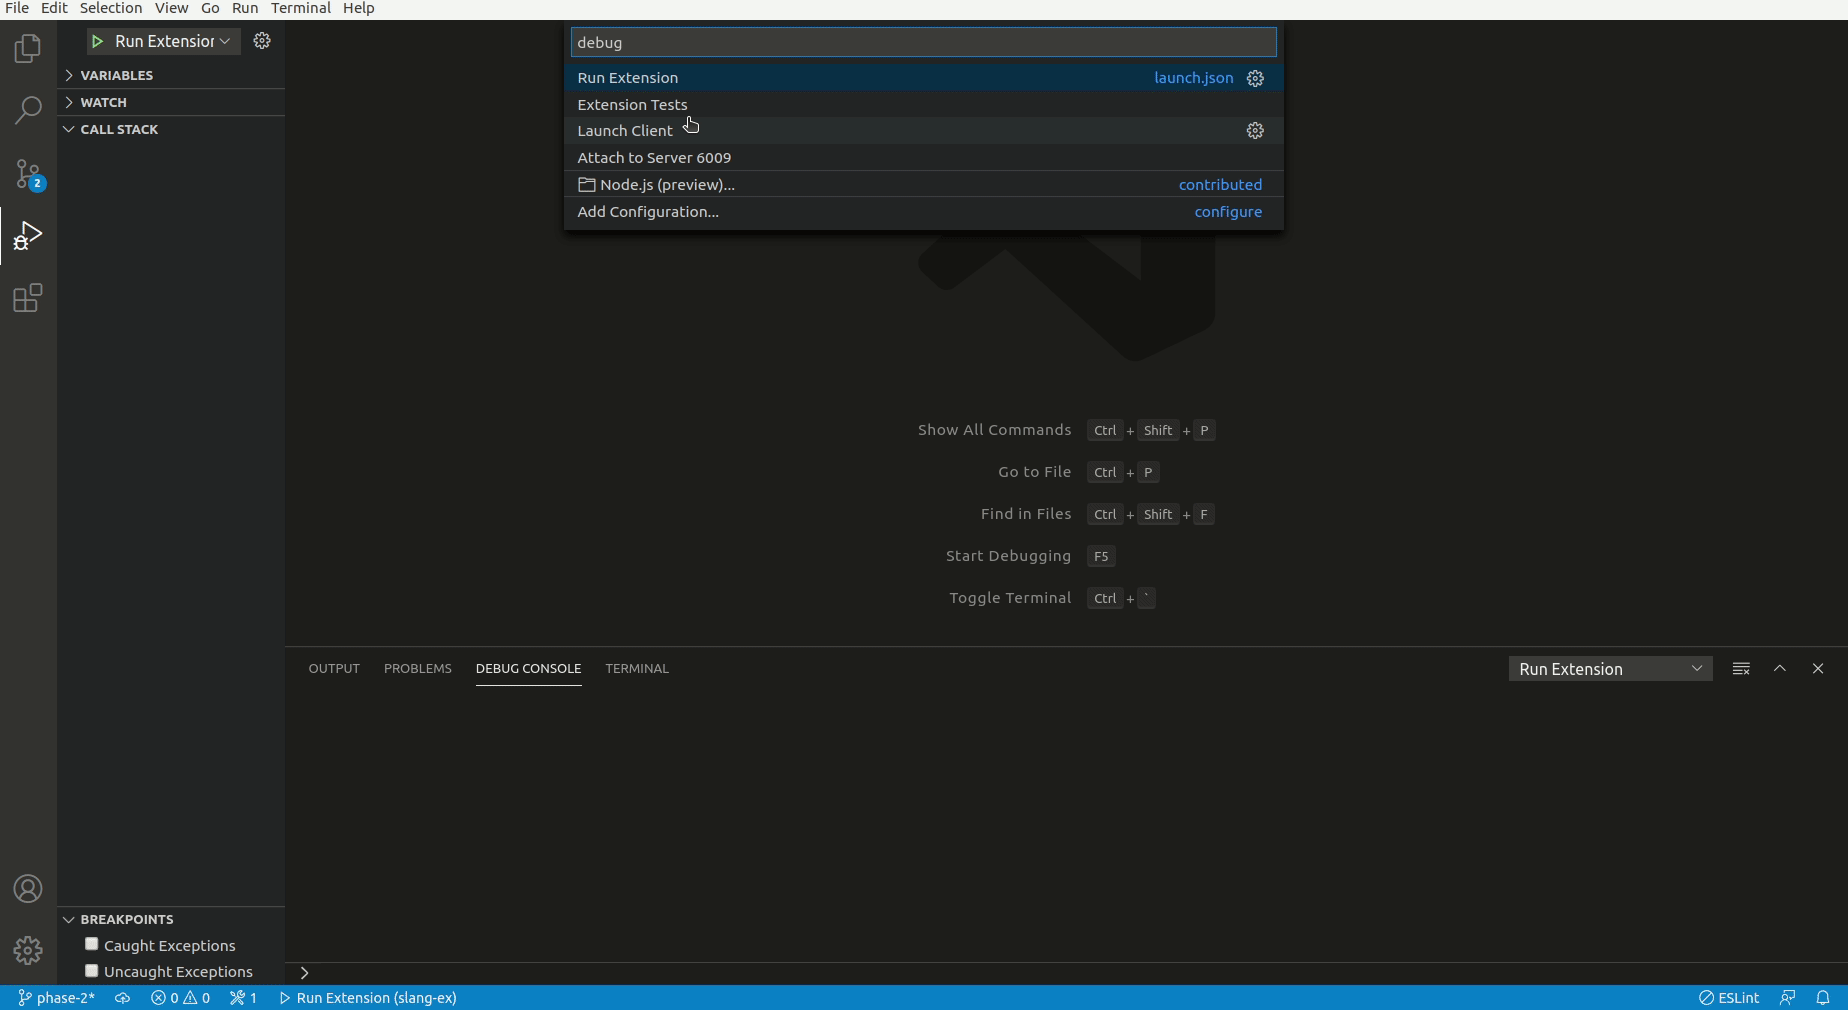 File Edit Selection View Go Run Terminal Help
Run Extension
VARIABLES
WATCH
CALL STACK
2
debug
Run Extension launch.json
Extension Tests
Launch Client
Attach to Server 6009
Node.js (preview)... contributed
Add Configuration... configure
Show All Commands Ctrl + Shift + P
Go to File Ctrl + P
Find in Files Ctrl + Shift + F
Start Debugging F5
Toggle Terminal Ctrl + `
OUTPUT PROBLEMS DEBUG CONSOLE TERMINAL Run Extension
BREAKPOINTS
Caught Exceptions
Uncaught Exceptions
phase-2* 0 0 1 Run Extension (slang-ex) ESLint